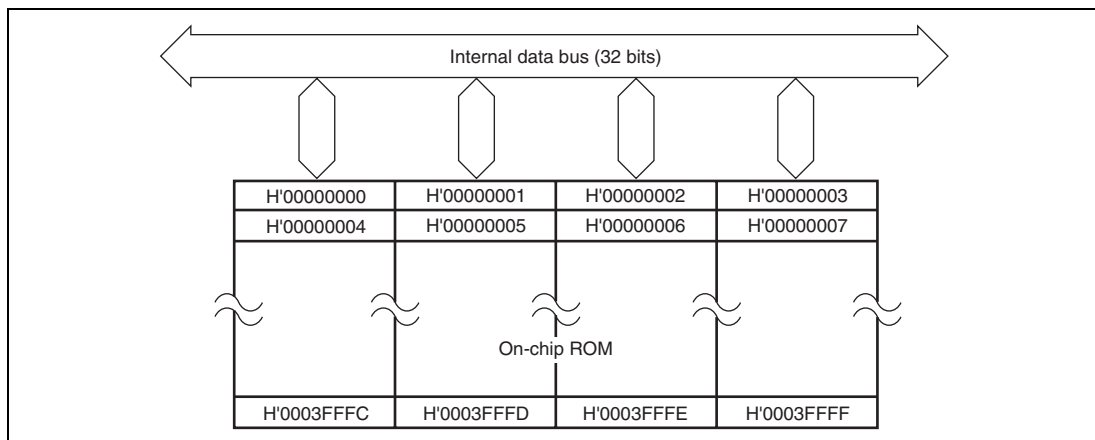 Internal data bus (32 bits)
H'00000000 H'00000001 H'00000002 H'00000003
H'00000004 H'00000005 H'00000006 H'00000007
On-chip ROM
H'0003FFFC H'0003FFFD H'0003FFFE H'0003FFFF